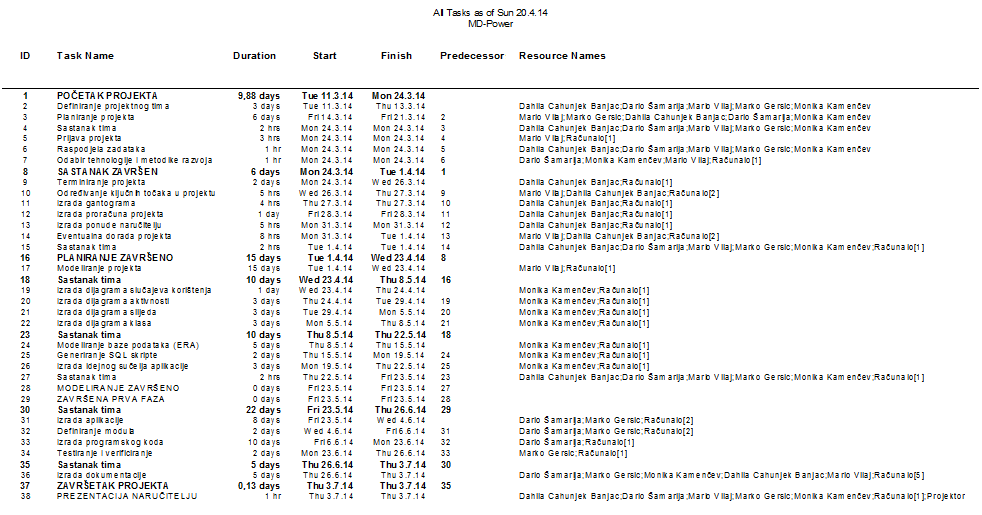 All Tasks as of Sun 20.4.14
MD-Power
ID Task Name Duration Start Finish Predecessor Resource Names
1 POČETAK PROJEKTA 9,88 days Tue 11.3.14 Mon 24.3.14
2 Definiranje projektnog tima 3 days Tue 11.3.14 Thu 13.3.14 Dahlia Cahunjek Banjac;Dario Šamarija;Mario Vilaj;Marko Gersic;Monika Kamenčev
3 Planiranje projekta 6 days Fri 14.3.14 Fri 21.3.14 2 Mario Vilaj;Marko Gersic;Dahlia Cahunjek Banjac;Dario Šamarija;Monika Kamenčev
4 Sastanak tima 2 hrs Mon 24.3.14 Mon 24.3.14 3 Dahlia Cahunjek Banjac;Dario Šamarija;Mario Vilaj;Marko Gersic;Monika Kamenčev
5 Prijava projekta 3 hrs Mon 24.3.14 Mon 24.3.14 4 Mario Vilaj;Računalo[1]
6 Raspodjela zadataka 1 hr Mon 24.3.14 Mon 24.3.14 5 Dahlia Cahunjek Banjac;Dario Šamarija;Mario Vilaj;Marko Gersic;Monika Kamenčev
7 Odabir tehnologije i metodike razvoja 1 hr Mon 24.3.14 Mon 24.3.14 6 Dario Šamarija;Monika Kamenčev;Mario Vilaj;Računalo[1]
8 SASTANAK ZAVRŠEN 6 days Mon 24.3.14 Tue 1.4.14 1
9 Terminiranje projekta 2 days Mon 24.3.14 Wed 26.3.14 Dahlia Cahunjek Banjac;Računalo[1]
10 Određivanje ključnih točaka u projektu 5 hrs Wed 26.3.14 Thu 27.3.14 9 Mario Vilaj;Dahlia Cahunjek Banjac;Računalo[2]
11 Izrada gantograma 4 hrs Thu 27.3.14 Thu 27.3.14 10 Dahlia Cahunjek Banjac;Računalo[1]
12 Izrada proračuna projekta 1 day Fri 28.3.14 Fri 28.3.14 11 Dahlia Cahunjek Banjac;Računalo[1]
13 Izrada ponude naručitelju 5 hrs Mon 31.3.14 Mon 31.3.14 12 Dahlia Cahunjek Banjac;Računalo[1]
14 Eventualna dorada projekta 8 hrs Mon 31.3.14 Tue 1.4.14 13 Mario Vilaj;Dahlia Cahunjek Banjac;Računalo[2]
15 Sastanak tima 2 hrs Tue 1.4.14 Tue 1.4.14 14 Dahlia Cahunjek Banjac;Dario Šamarija;Mario Vilaj;Marko Gersic;Monika Kamenčev;Računalo[1]
16 PLANIRANJE ZAVRŠENO 15 days Tue 1.4.14 Wed 23.4.14 8
17 Modeliranje projekta 15 days Tue 1.4.14 Wed 23.4.14 Mario Vilaj;Računalo[1]
18 Sastanak tima 10 days Wed 23.4.14 Thu 8.5.14 16
19 Izrada dijagrama slučajeva korištenja 1 day Wed 23.4.14 Thu 24.4.14 Monika Kamenčev;Računalo[1]
20 Izrada dijagrama aktivnosti 3 days Thu 24.4.14 Tue 29.4.14 19 Monika Kamenčev;Računalo[1]
21 Izrada dijagrama slijeda 3 days Tue 29.4.14 Mon 5.5.14 20 Monika Kamenčev;Računalo[1]
22 Izrada dijagrama klasa 3 days Mon 5.5.14 Thu 8.5.14 21 Monika Kamenčev;Računalo[1]
23 Sastanak tima 10 days Thu 8.5.14 Thu 22.5.14 18
24 Modeliranje baze podataka (ERA) 5 days Thu 8.5.14 Thu 15.5.14 Monika Kamenčev;Računalo[1]
25 Generiranje SQL skripte 2 days Thu 15.5.14 Mon 19.5.14 24 Monika Kamenčev;Računalo[1]
26 Izrada idejnog sučelja aplikacije 3 days Mon 19.5.14 Thu 22.5.14 25 Monika Kamenčev;Računalo[1]
27 Sastanak tima 2 hrs Thu 22.5.14 Fri 23.5.14 23 Dahlia Cahunjek Banjac;Dario Šamarija;Mario Vilaj;Marko Gersic;Monika Kamenčev;Računalo[1]
28 MODELIRANJE ZAVRŠENO 0 days Fri 23.5.14 Fri 23.5.14 27
29 ZAVRŠENA PRVA FAZA 0 days Fri 23.5.14 Fri 23.5.14 28
30 Sastanak tima 22 days Fri 23.5.14 Thu 26.6.14 29
31 Izrada aplikacije 8 days Fri 23.5.14 Wed 4.6.14 Dario Šamarija;Marko Gersic;Računalo[2]
32 Definiranje modula 2 days Wed 4.6.14 Fri 6.6.14 31 Dario Šamarija;Marko Gersic;Računalo[2]
33 Izrada programskog koda 10 days Fri 6.6.14 Mon 23.6.14 32 Dario Šamarija;Računalo[1]
34 Testiranje i verificiranje 2 days Mon 23.6.14 Thu 26.6.14 33 Marko Gersic;Računalo[1]
35 Sastanak tima 5 days Thu 26.6.14 Thu 3.7.14 30
36 Izrada dokumentacije 5 days Thu 26.6.14 Thu 3.7.14 Dario Šamarija;Marko Gersic;Monika Kamenčev;Dahlia Cahunjek Banjac;Mario Vilaj;Računalo[5]
37 ZAVRŠETAK PROJEKTA 0,13 days Thu 3.7.14 Thu 3.7.14 35
38 PREZENTACIJA NARUČITELJU 1 hr Thu 3.7.14 Thu 3.7.14 Dahlia Cahunjek Banjac;Dario Šamarija;Mario Vilaj;Marko Gersic;Monika Kamenčev;Računalo[1];Projektor